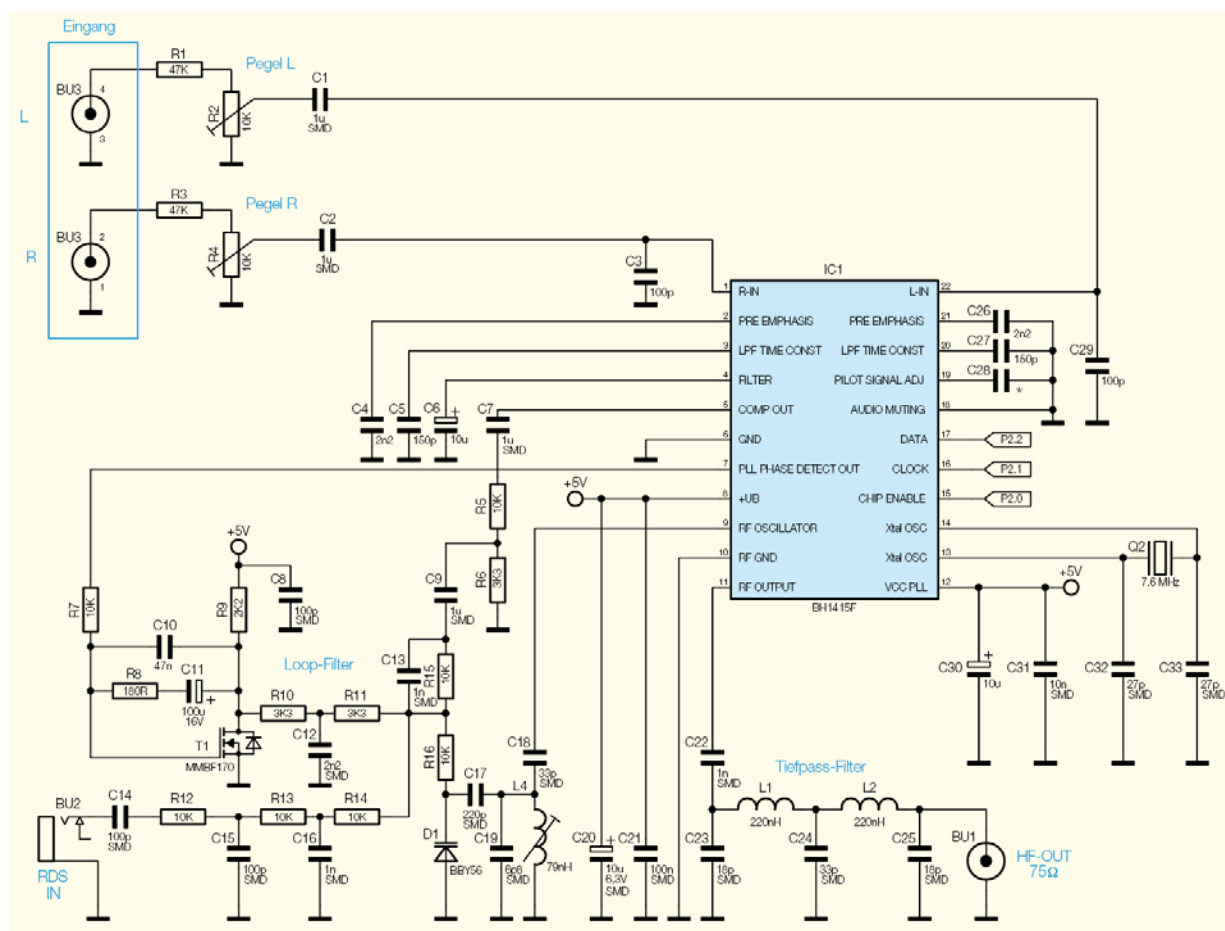 Eingang
R1
47K
Pegel L
BU3
4
3
L
R2
10K
C1
1u
SMD
R3
47K
Pegel R
BU3
2
1
R
R4
10K
C2
1u
SMD
C3
100p
IC1
1 R-IN
L-IN 22
2 PRE EMPHASIS
PRE EMPHASIS 21
3 LPF TIME CONST
LPF TIME CONST 20
4 FILTER
PILOT SIGNAL ADJ 19
5 COMP OUT
AUDIO MUTING 18
6 GND
DATA 17
7 PLL PHASE DETECT OUT
CLOCK 16
8 +UB
CHIP ENABLE 15
9 RF OSCILLATOR
Xtal OSC 14
10 RF GND
Xtal OSC 13
11 RF OUTPUT
VCC PLL 12
BH1415F
C26
2n2
C27
150p
C28
*
C29
100p
P2.2
P2.1
P2.0
C4
2n2
C5
150p
C6
+
10u
C7
1u
SMD
R5
10K
R6
3K3
+5V
+5V
C8
100p
SMD
R7
10K
R9
2K2
C9
1u
SMD
Q2
7.6 MHz
+5V
C10
47n
R8
180R
C11
+
100u
16V
Loop-Filter
R10
3K3
R11
3K3
C12
2n2
SMD
C13
1n
SMD
R15
10K
R16
10K
T1
MMBF170
C30
+
10u
C31
10n
SMD
C32
27p
SMD
C33
27p
SMD
C18
33p
SMD
C22
1n
SMD
Tiefpass-Filter
L1
220nH
L2
220nH
BU2
C14
100p
SMD
R12
10K
R13
10K
R14
10K
C15
100p
SMD
C16
1n
SMD
RDS
IN
C17
220p
SMD
D1
BBY56
C19
6p8
SMD
L4
79nH
C20
+
10u
6,3V
SMD
C21
100n
SMD
C23
18p
SMD
C24
33p
SMD
C25
18p
SMD
BU1
HF-OUT
75Ω